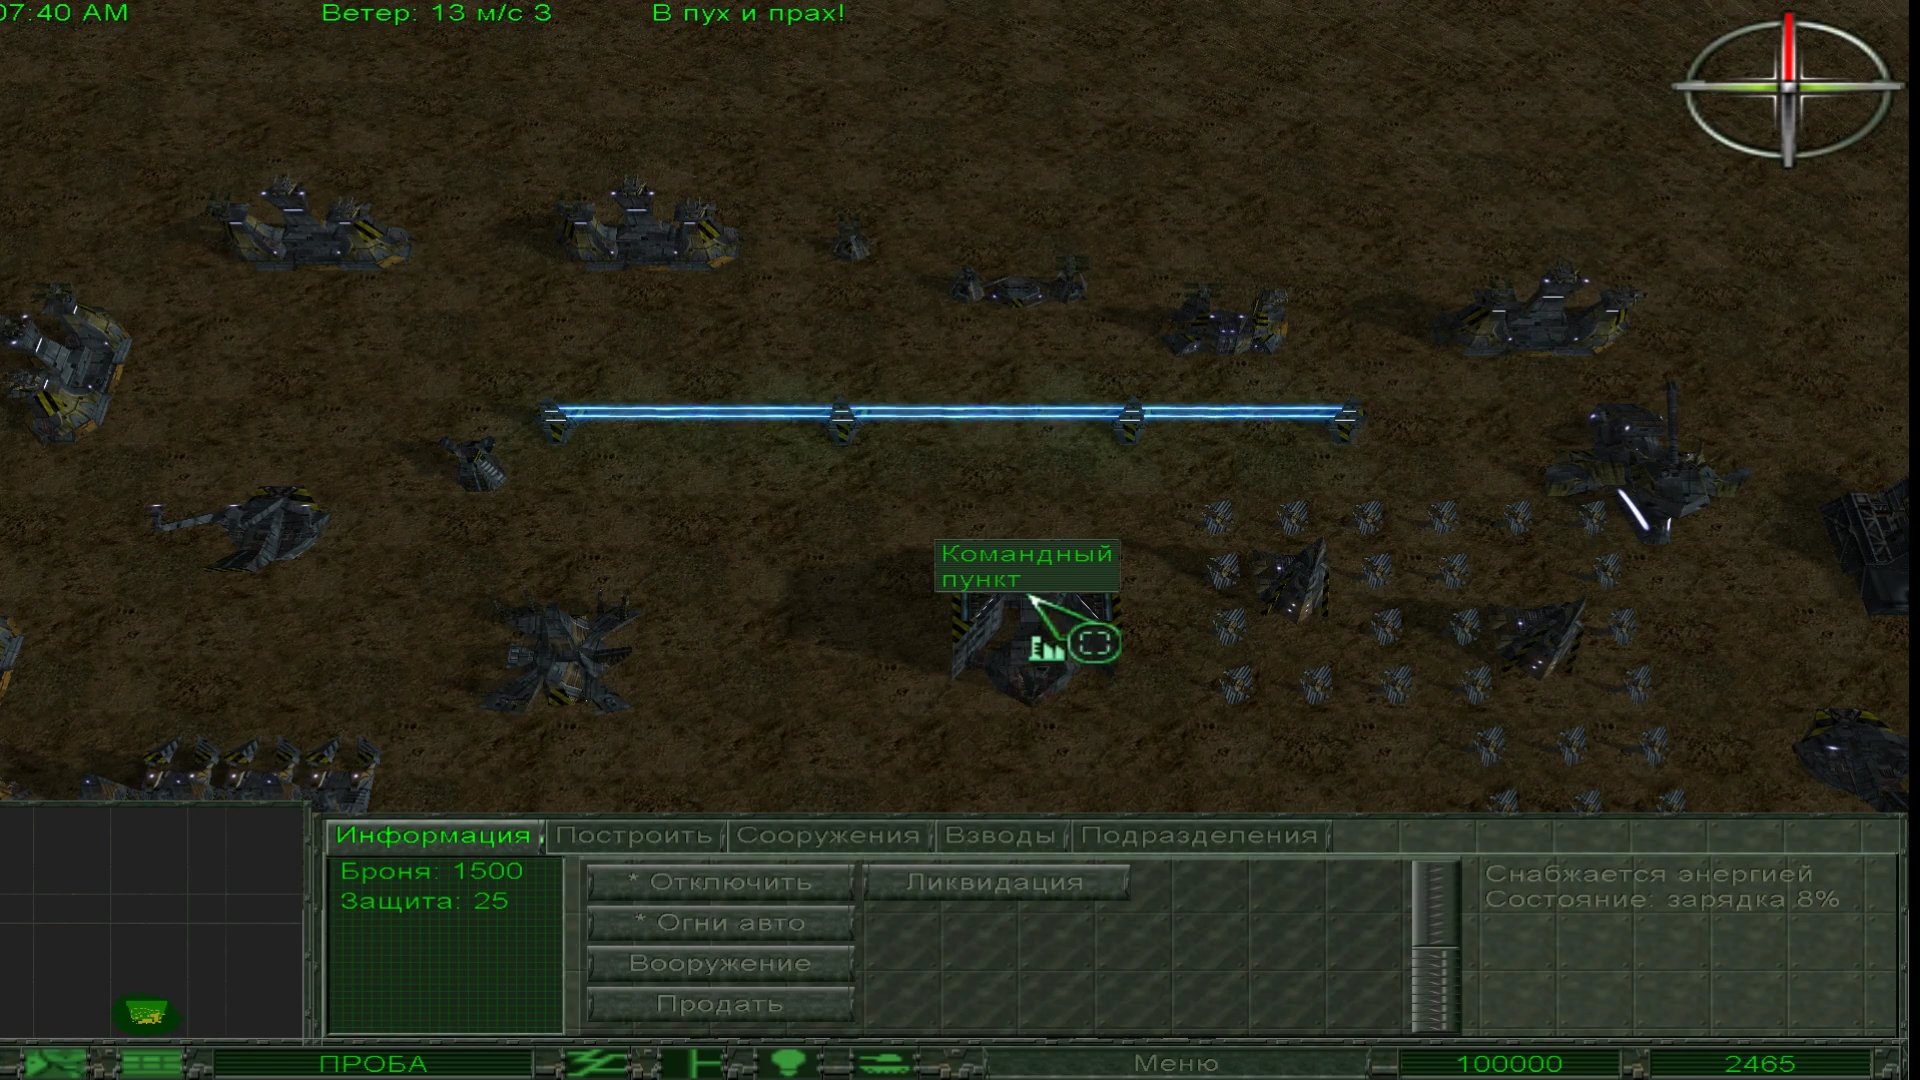 07:40 AM
Ветер: 13 м/с З
В пух и прах!
Командный
пункт
Информация
Построить
Сооружения
Взводы
Подразделения
Броня: 1500
Защита: 25
* Отключить
Ликвидация
* Огни авто
Вооружение
Продать
Снабжается энергией
Состояние: зарядка 8%
ПРОБА
Меню
100000
2465